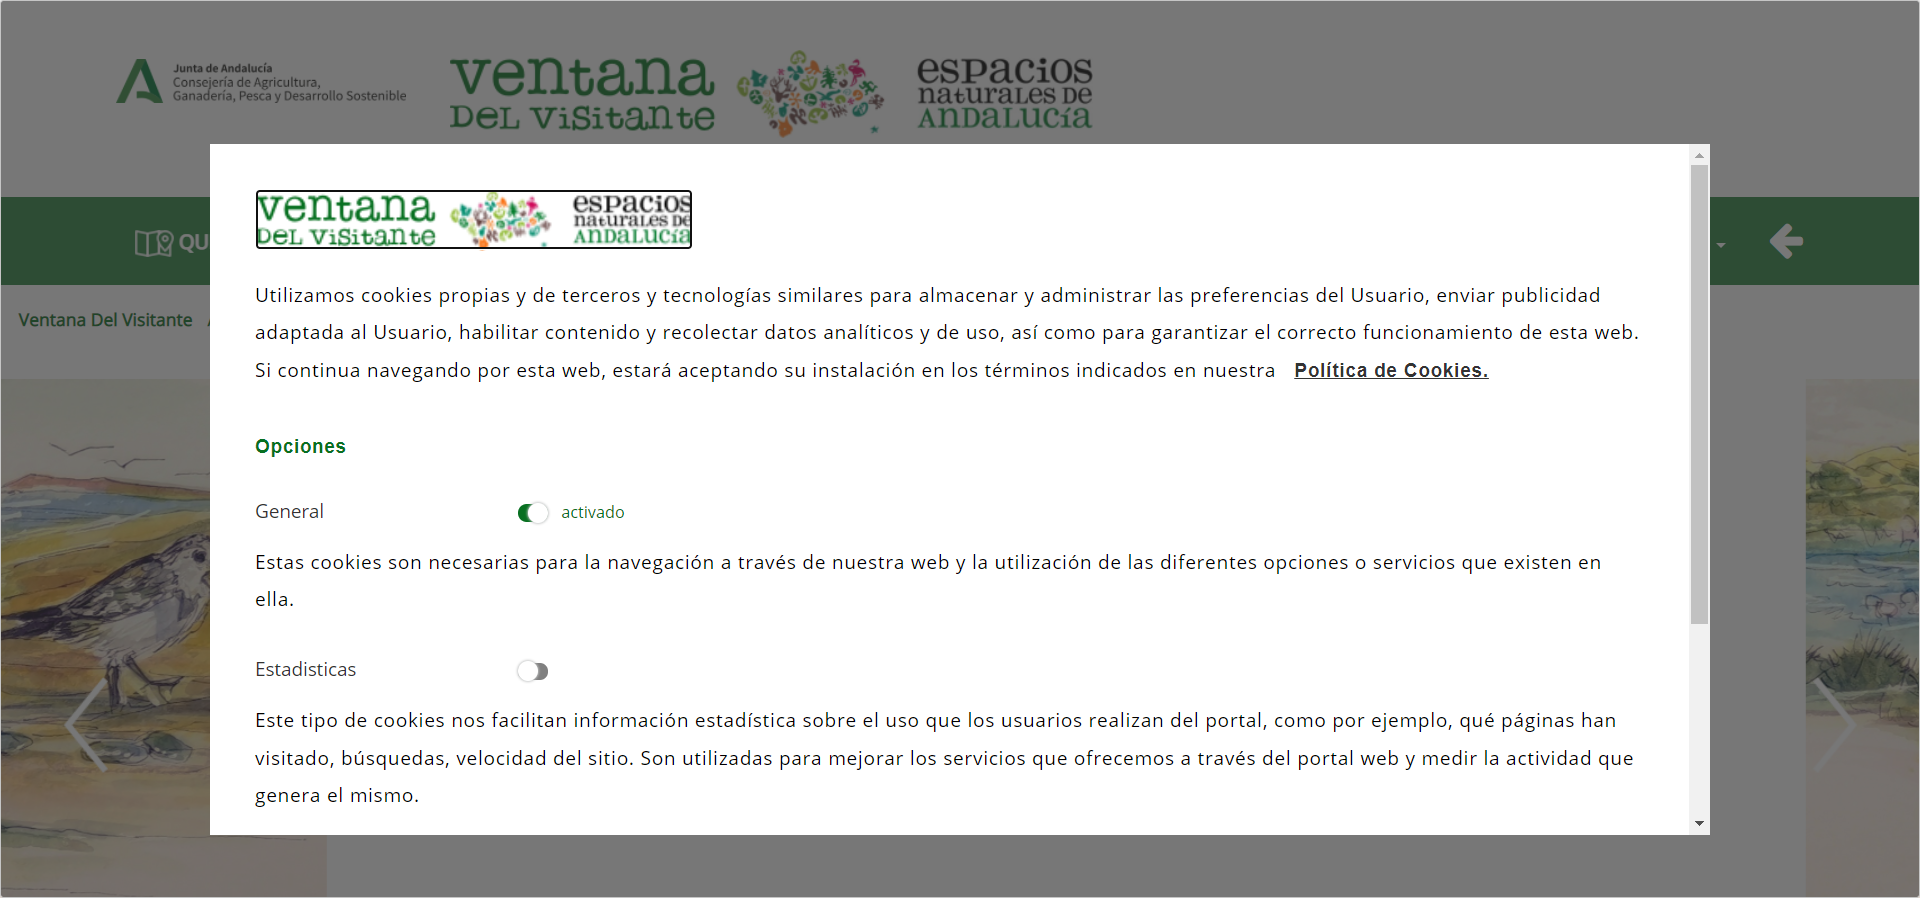 Junta de Andalucía
Consejería de Agricultura,
Ganadería, Pesca y Desarrollo Sostenible
ventana
DEL VISITANTE
ESPACIOS
NATURALES DE
ANDALUCÍA
QU
Ventana Del Visitante /
ventana
DEL VISITANTE
ESPACIOS
NATURALES DE
ANDALUCÍA
Utilizamos cookies propias y de terceros y tecnologías similares para almacenar y administrar las preferencias del Usuario, enviar publicidad
adaptada al Usuario, habilitar contenido y recolectar datos analíticos y de uso, así como para garantizar el correcto funcionamiento de esta web.
Si continua navegando por esta web, estará aceptando su instalación en los términos indicados en nuestra Política de Cookies.
Opciones
General activado
Estas cookies son necesarias para la navegación a través de nuestra web y la utilización de las diferentes opciones o servicios que existen en
ella.
Estadisticas
Este tipo de cookies nos facilitan información estadística sobre el uso que los usuarios realizan del portal, como por ejemplo, qué páginas han
visitado, búsquedas, velocidad del sitio. Son utilizadas para mejorar los servicios que ofrecemos a través del portal web y medir la actividad que
genera el mismo.